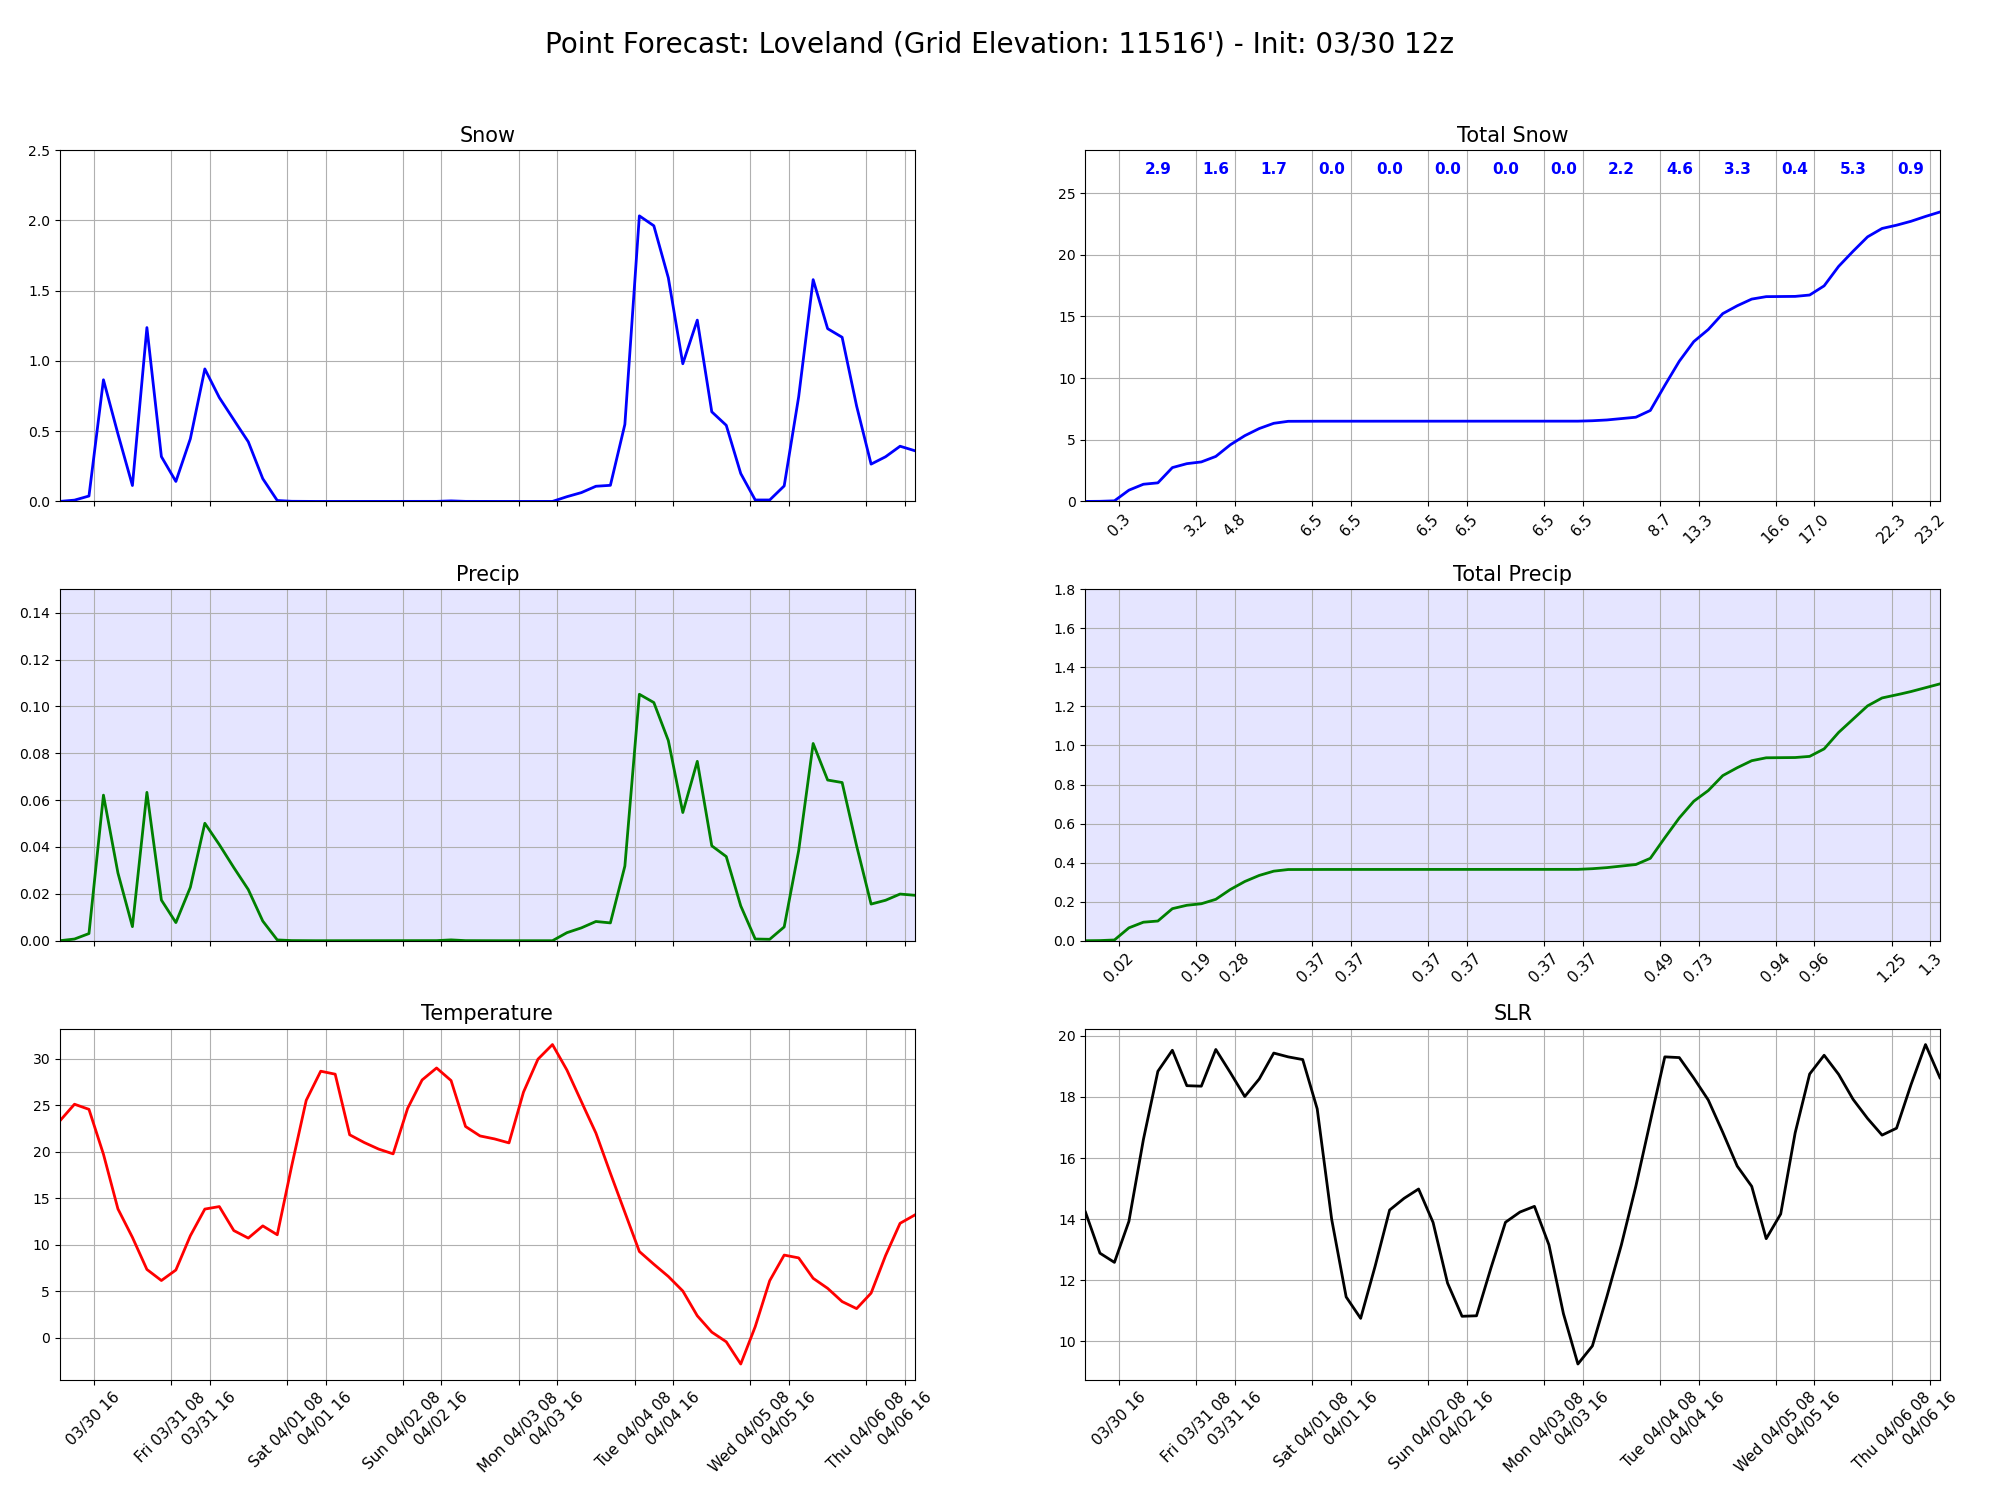 Point Forecast: Loveland (Grid Elevation: 11516') - Init: 03/30 12z
Snow
2.5
2.0
1.5
1.0
0.5
0.0
Total Snow
2.9 1.6 1.7 0.0 0.0 0.0 0.0 0.0 2.2 4.6 3.3 0.4 5.3 0.9
25
20
15
10
5
0
0.3 3.2 4.8 6.5 6.5 6.5 6.5 6.5 6.5 8.7 13.3 16.6 17.0 22.3 23.2
Precip
0.14
0.12
0.10
0.08
0.06
0.04
0.02
0.00
Total Precip
1.8
1.6
1.4
1.2
1.0
0.8
0.6
0.4
0.2
0.0
0.02 0.19 0.28 0.37 0.37 0.37 0.37 0.37 0.37 0.49 0.73 0.94 0.96 1.25 1.3
Temperature
30
25
20
15
10
5
0
03/30 16
Fri 03/31 08
03/31 16
Sat 04/01 08
04/01 16
Sun 04/02 08
04/02 16
Mon 04/03 08
04/03 16
Tue 04/04 08
04/04 16
Wed 04/05 08
04/05 16
Thu 04/06 08
04/06 16
SLR
20
18
16
14
12
10
03/30 16
Fri 03/31 08
03/31 16
Sat 04/01 08
04/01 16
Sun 04/02 08
04/02 16
Mon 04/03 08
04/03 16
Tue 04/04 08
04/04 16
Wed 04/05 08
04/05 16
Thu 04/06 08
04/06 16